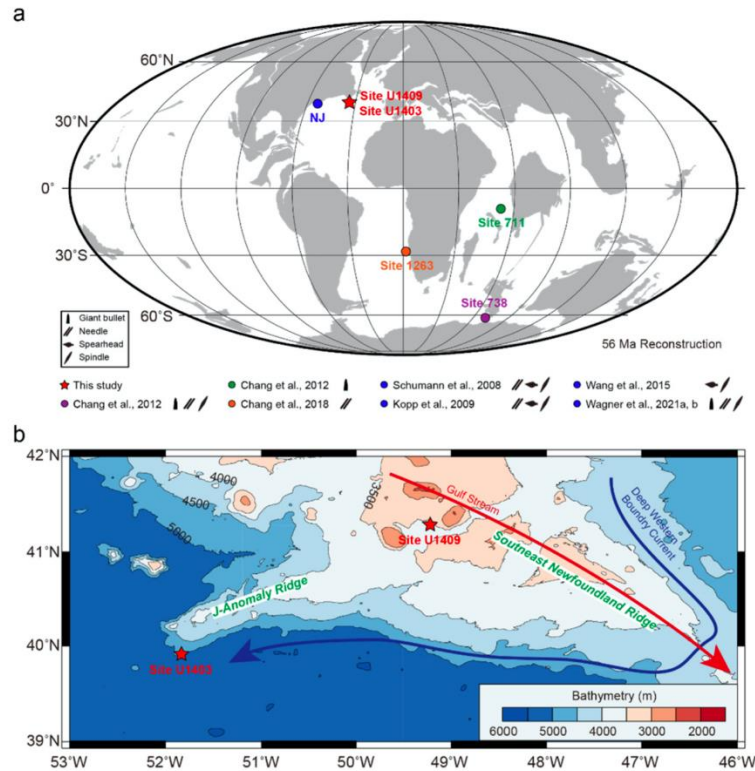 a
60°N
30°N
0°
30°S
60°S
Site U1409
Site U1403
NJ
Site 711
Site 1263
Site 738
Giant bullet
Needle
Spearhead
Spindle
56 Ma Reconstruction
This study
Chang et al., 2012
Schumann et al., 2008
Wang et al., 2015
Chang et al., 2012
Chang et al., 2018
Kopp et al., 2009
Wagner et al., 2021a, b
b
42°N
41°N
40°N
39°N
4000
4500
5000
3500
Gulf Stream
Deep Western
Boundry Current
Site U1409
Southeast Newfoundland Ridge
J-Anomaly Ridge
Site U1403
Bathymetry (m)
6000 5000 4000 3000 2000
53°W 52°W 51°W 50°W 49°W 48°W 47°W 46°W